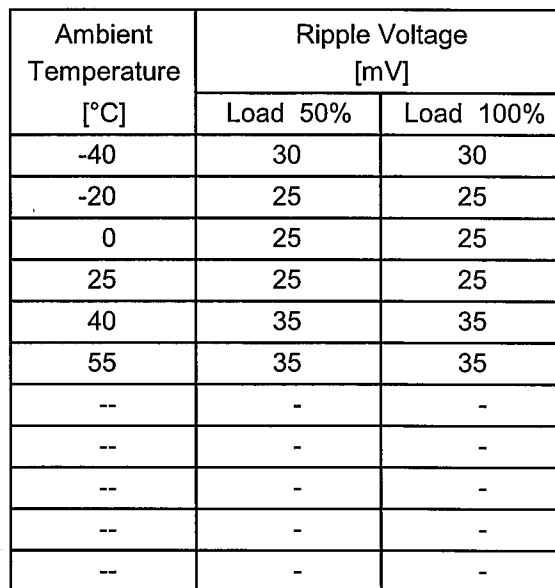 Ambient Ripple Voltage
Temperature [mV]
[°C] Load 50% Load 100%
-40 30 30
-20 25 25
0 25 25
25 25 25
40 35 35
55 35 35
-- - -
-- - -
-- - -
-- - -
-- - -